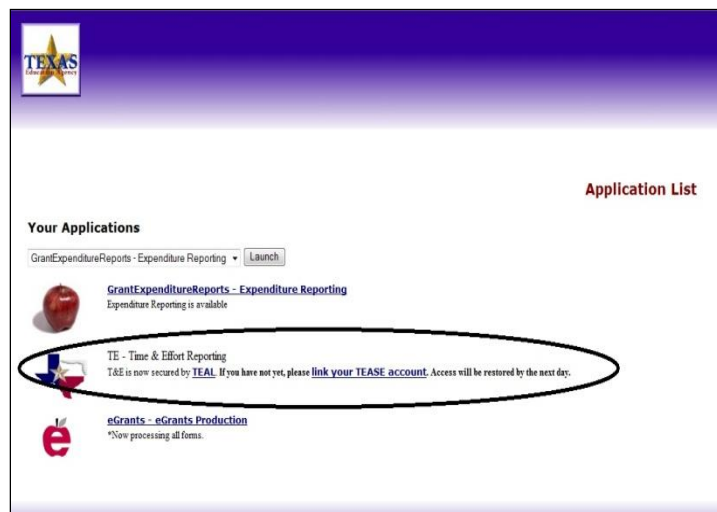 TEXAS
Education Agency
Application List
Your Applications
GrantExpenditureReports - Expenditure Reporting
Launch
GrantExpenditureReports - Expenditure Reporting
Expenditure Reporting is available
TE - Time & Effort Reporting
T&E is now secured by TEAL. If you have not yet, please link your TEASE account. Access will be restored by the next day.
eGrants - eGrants Production
*Now processing all forms.
e